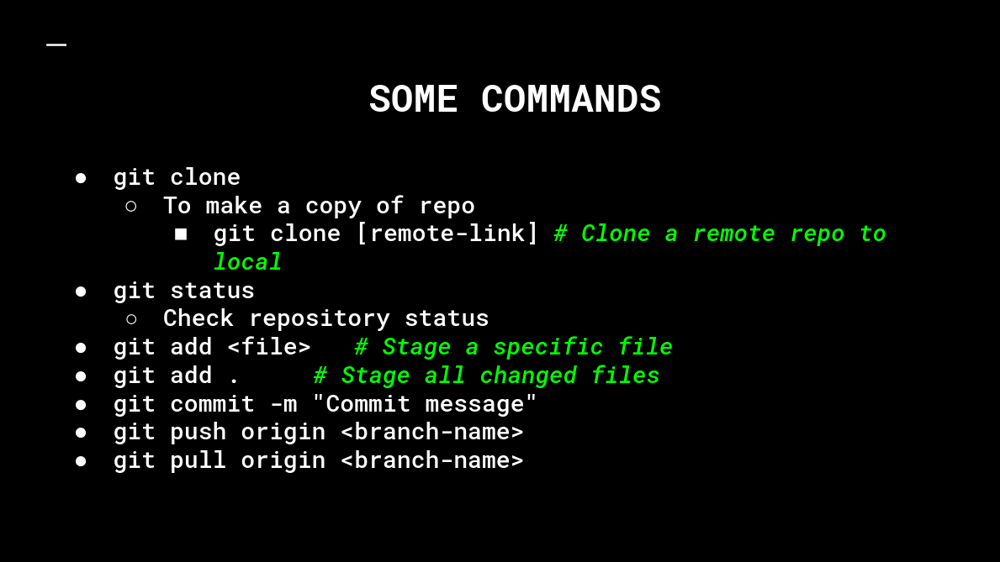 SOME COMMANDS
● git clone
○ To make a copy of repo
■ git clone [remote-link] # Clone a remote repo to
local
● git status
○ Check repository status
● git add <file> # Stage a specific file
● git add . # Stage all changed files
● git commit -m "Commit message"
● git push origin <branch-name>
● git pull origin <branch-name>